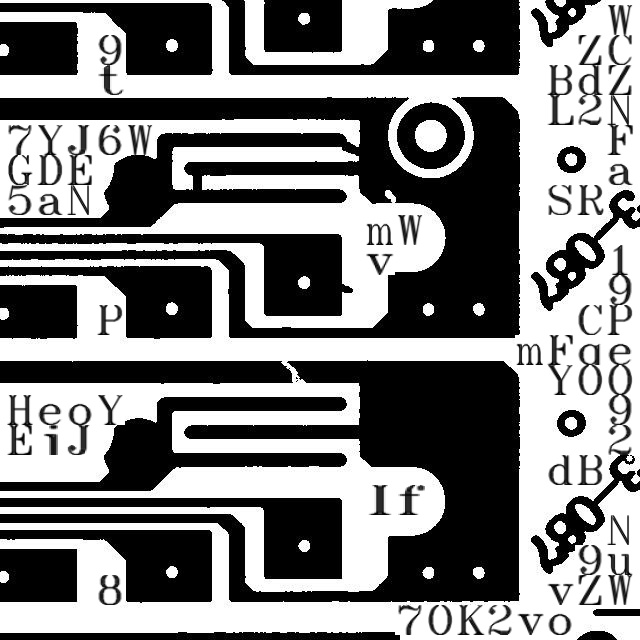 W
ZC
9
t
BdZ
L2N
7YJ6W
GDE
5aN
F
a
SR
mW
v
1
9
P
CP
mFqe
YOO
HeoY
EiJ
9
2
dB
If
N
9u
8
vZW
7OK2vo